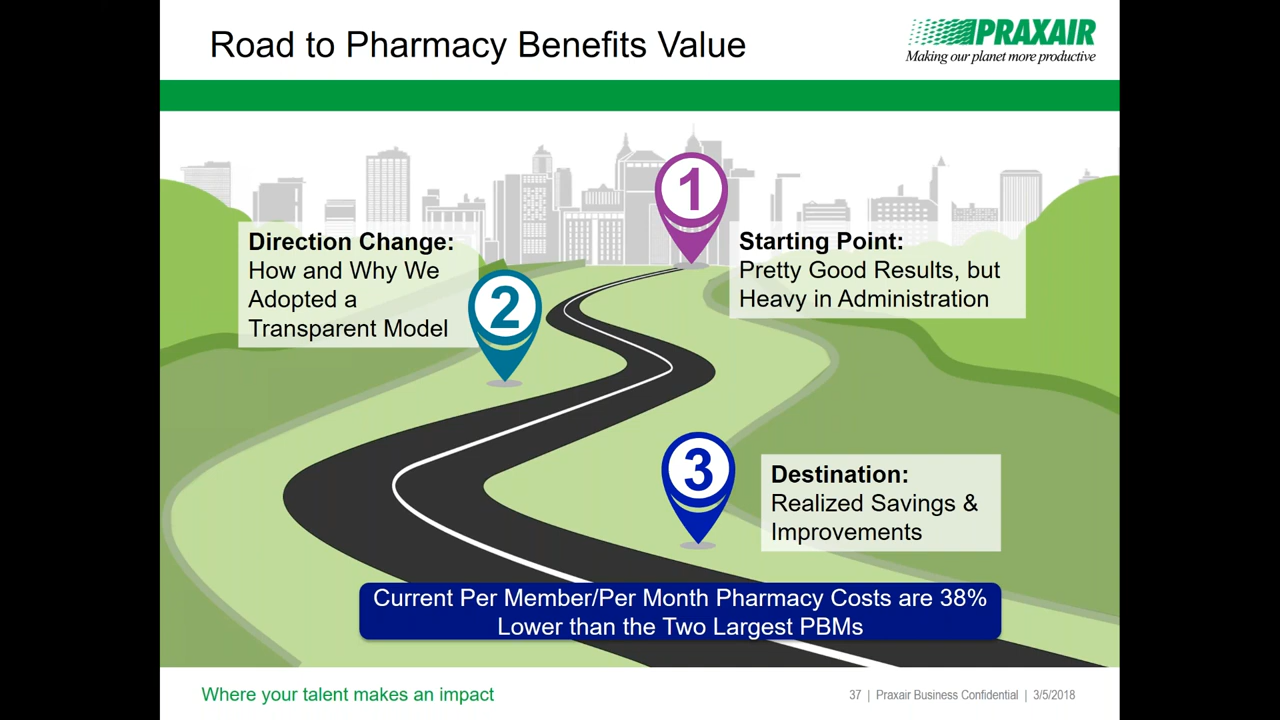 Road to Pharmacy Benefits Value
PRAXAIR
Making our planet more productive
1
Starting Point:
Pretty Good Results, but
Heavy in Administration
Direction Change:
How and Why We
Adopted a
Transparent Model
2
3
Destination:
Realized Savings &
Improvements
Current Per Member/Per Month Pharmacy Costs are 38%
Lower than the Two Largest PBMs
Where your talent makes an impact
37 | Praxair Business Confidential | 3/5/2018